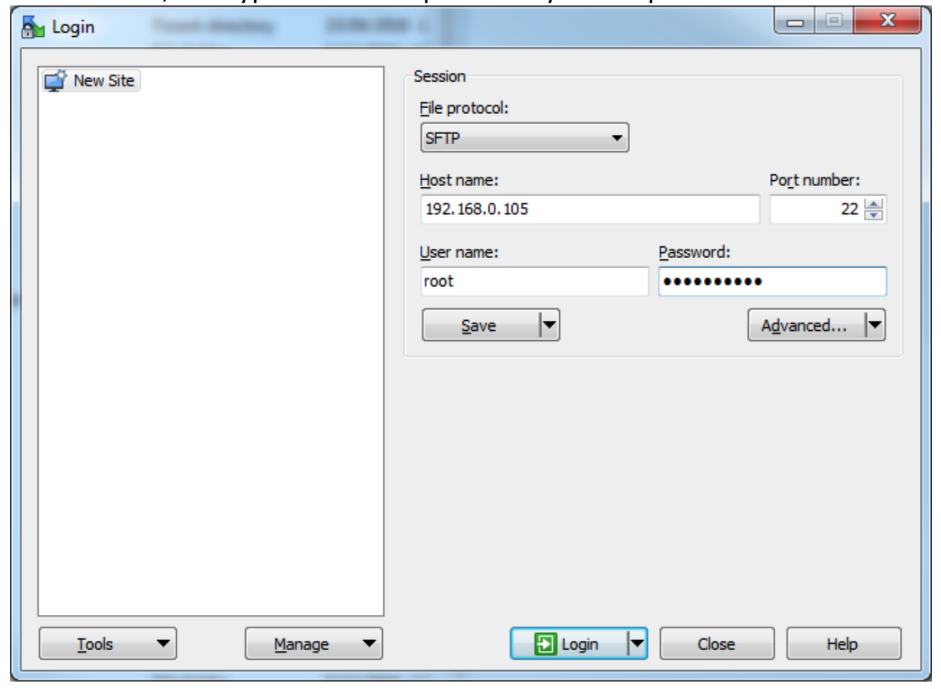 Login
New Site
Session
File protocol:
SFTP
Host name:
Port number:
192.168.0.105
22
User name:
Password:
root
••••••••••
Save
Advanced...
Tools
Manage
Login
Close
Help